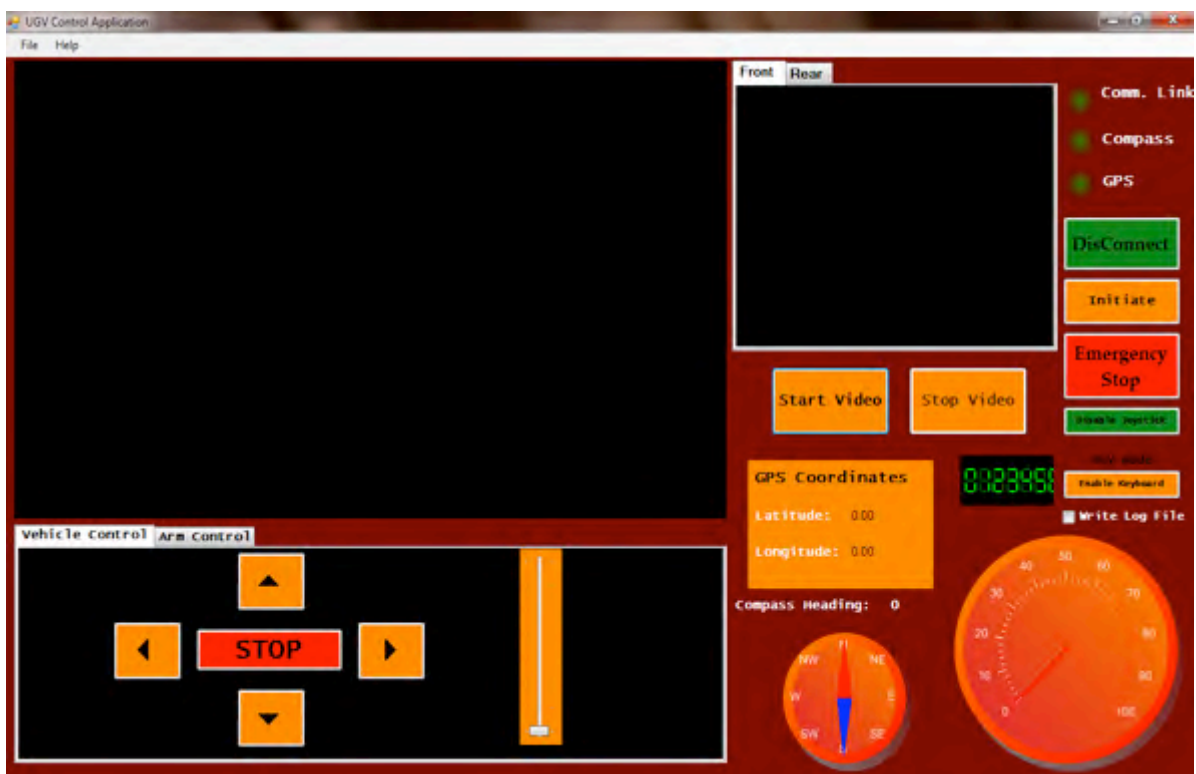 UGV Control Application
File Help
Front Rear
Comm. Link
Compass
GPS
DisConnect
Initiate
Emergency
Stop
Start Video
Stop Video
Disable Joystick
Enable Keyboard
Write Log File
GPS Coordinates
Latitude: 0.00
Longitude: 0.00
Compass Heading: 0
Vehicle Control Arm Control
STOP
N
NE
E
SE
SW
W
NW
0
10
20
30
40
50
60
70
80
100